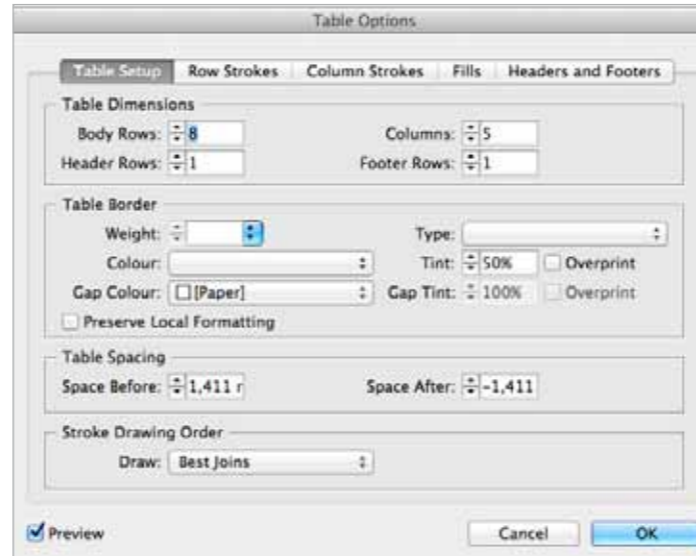 Table Options
Table Setup Row Strokes Column Strokes Fills Headers and Footers
Table Dimensions
Body Rows: 8 Columns: 5
Header Rows: 1 Footer Rows: 1
Table Border
Weight: Type:
Colour: Tint: 50% Overprint
Gap Colour: [Paper] Gap Tint: 100% Overprint
Preserve Local Formatting
Table Spacing
Space Before: 1,411 r Space After: -1,411
Stroke Drawing Order
Draw: Best Joins
Preview Cancel OK